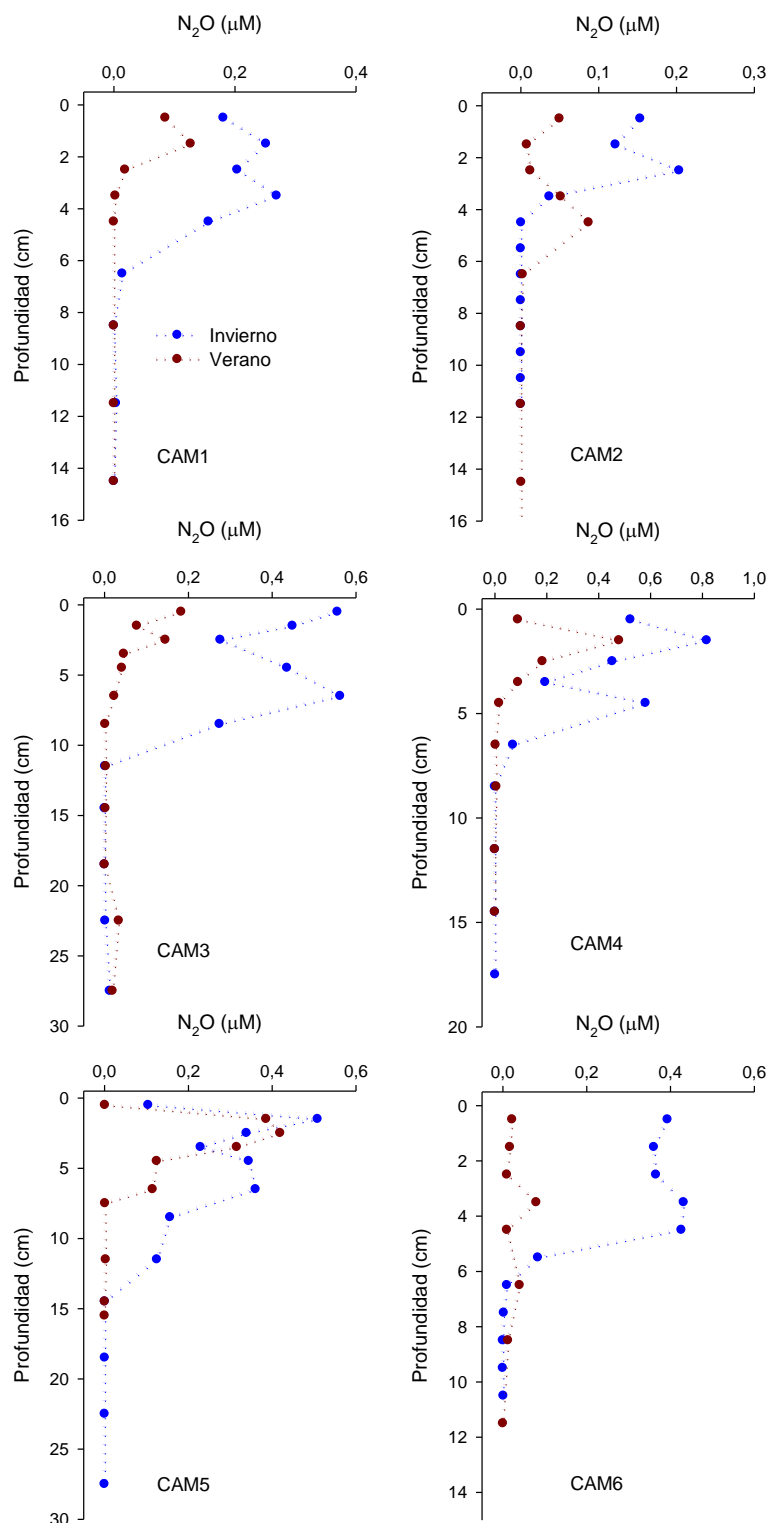 N₂O (μM)
0,0 0,2 0,4
Profundidad (cm)
0
2
4
6
8
10
12
14
16
Invierno
Verano
CAM1
N₂O (μM)
0,0 0,1 0,2 0,3
Profundidad (cm)
0
2
4
6
8
10
12
14
16
CAM2
N₂O (μM)
0,0 0,2 0,4 0,6
Profundidad (cm)
0
5
10
15
20
25
30
CAM3
N₂O (μM)
0,0 0,2 0,4 0,6 0,8 1,0
Profundidad (cm)
0
5
10
15
20
CAM4
N₂O (μM)
0,0 0,2 0,4 0,6
Profundidad (cm)
0
5
10
15
20
25
30
CAM5
N₂O (μM)
0,0 0,2 0,4 0,6
Profundidad (cm)
0
2
4
6
8
10
12
14
CAM6